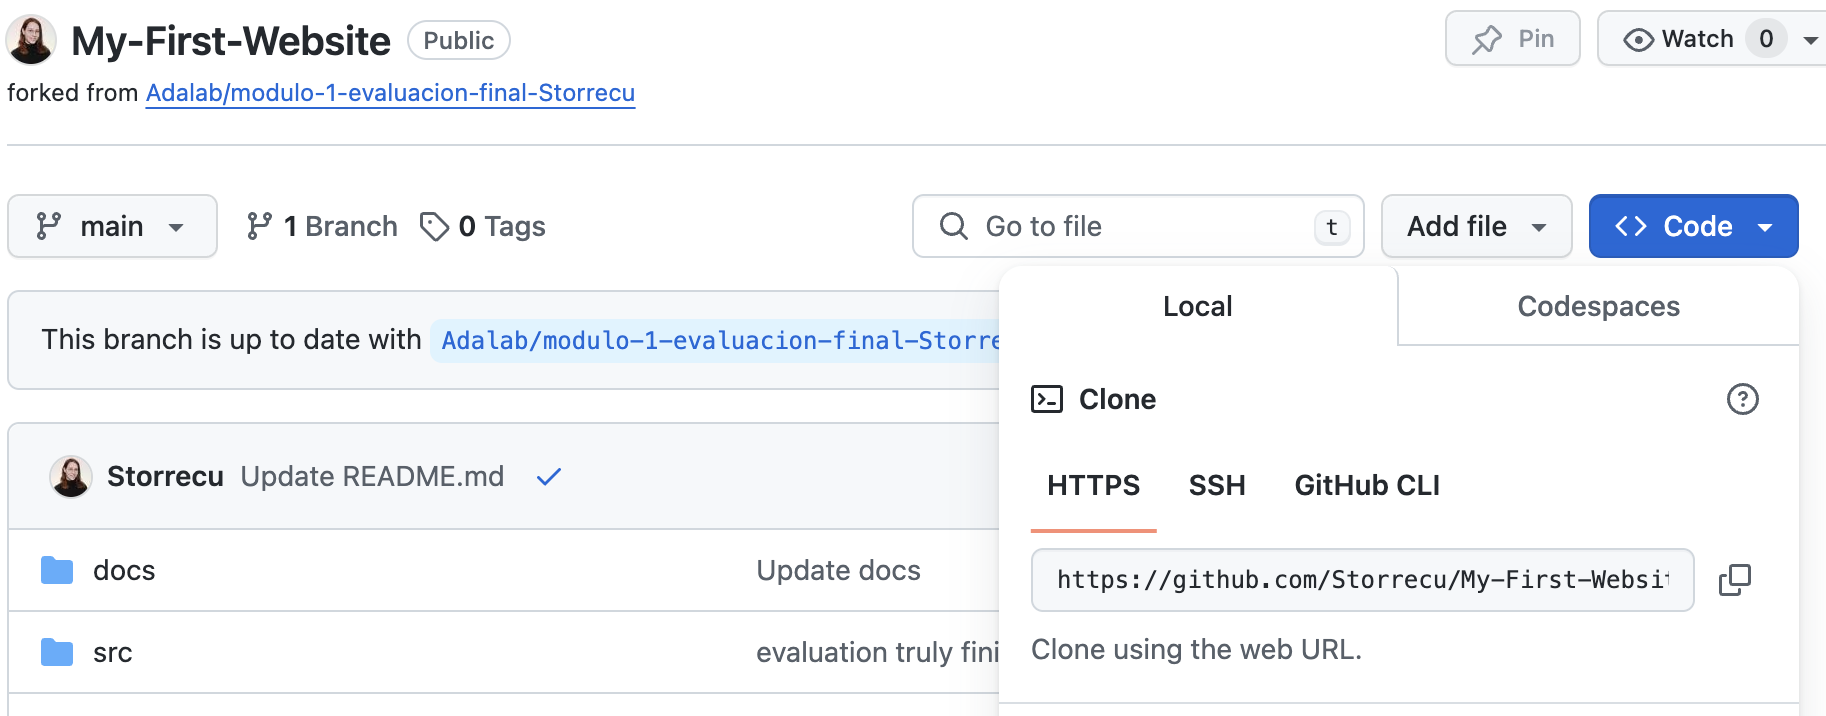 My-First-Website Public
Pin
Watch 0
forked from Adalab/modulo-1-evaluacion-final-Storrecu
main
1 Branch
0 Tags
Go to file t
Add file
<> Code
This branch is up to date with Adalab/modulo-1-evaluacion-final-Storre
Local
Codespaces
Clone
?
HTTPS
SSH
GitHub CLI
https://github.com/Storrecu/My-First-Websit
Clone using the web URL.
Storrecu Update README.md
docs Update docs
src evaluation truly fini